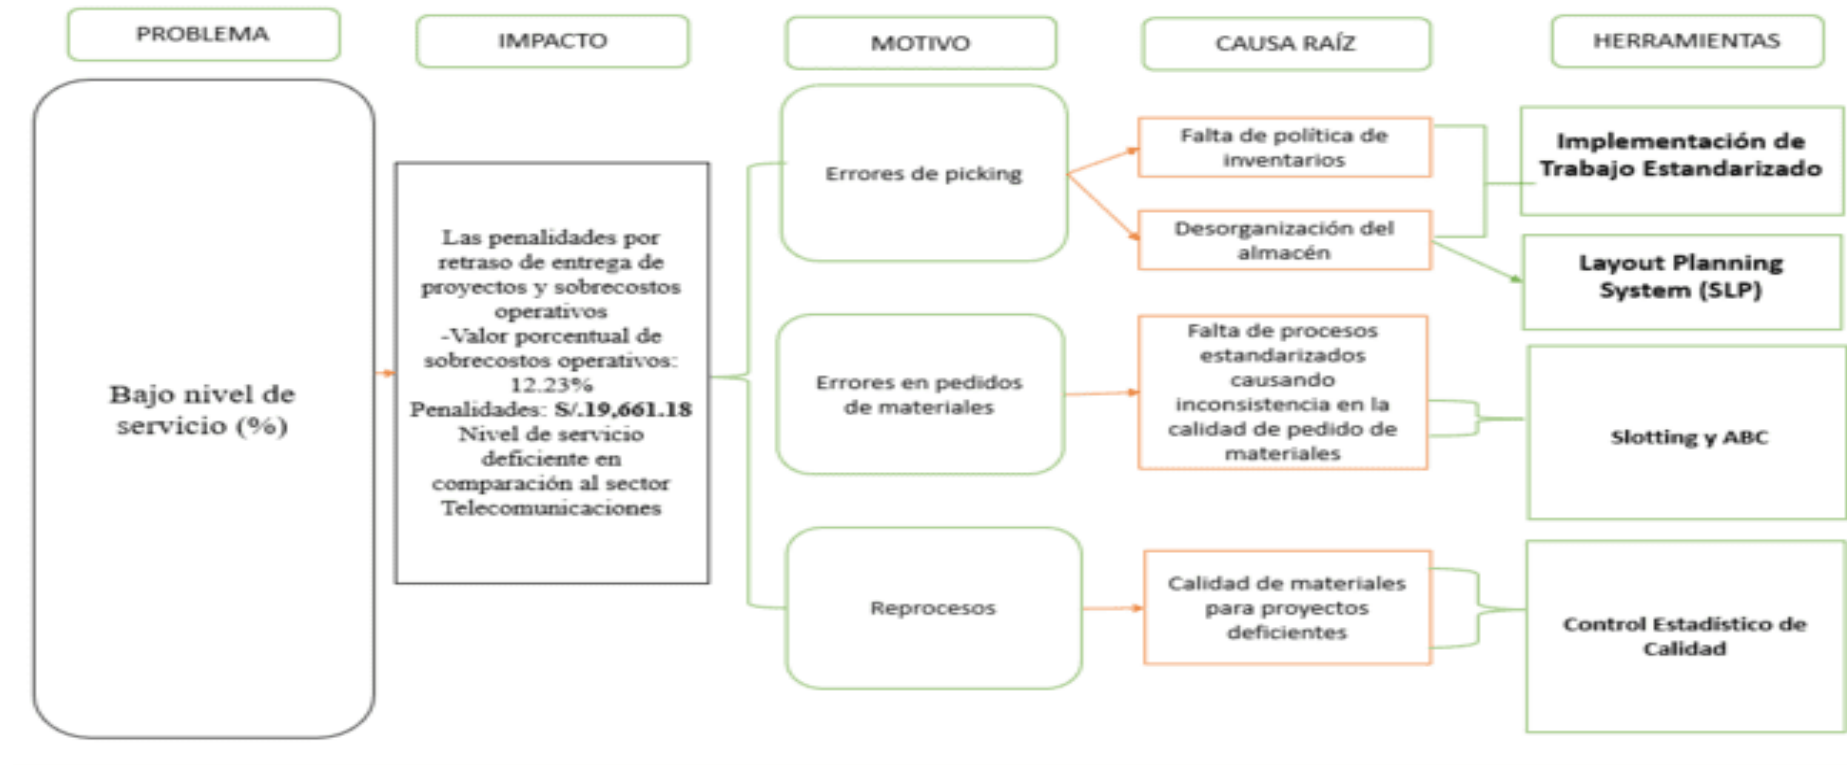 PROBLEMA
IMPACTO
MOTIVO
CAUSA RAÍZ
HERRAMIENTAS
Bajo nivel de
servicio (%)
Las penalidades por
retraso de entrega de
proyectos y sobrecostos
operativos
-Valor porcentual de
sobrecostos operativos:
12.23%
Penalidades: S/.19,661.18
Nivel de servicio
deficiente en
comparación al sector
Telecomunicaciones
Errores de picking
Errores en pedidos
de materiales
Reprocesos
Falta de política de
inventarios
Desorganización del
almacén
Falta de procesos
estandarizados
causando
inconsistencia en la
calidad de pedido de
materiales
Calidad de materiales
para proyectos
deficientes
Implementación de
Trabajo Estandarizado
Layout Planning
System (SLP)
Slotting y ABC
Control Estadístico de
Calidad